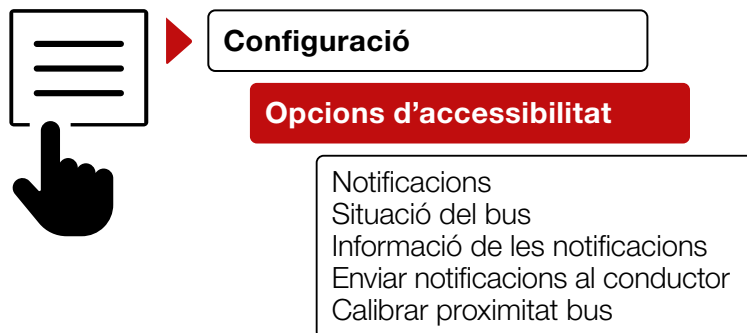 Configuració
Opcions d’accessibilitat
Notificacions
Situació del bus
Informació de les notificacions
Enviar notificacions al conductor
Calibrar proximitat bus